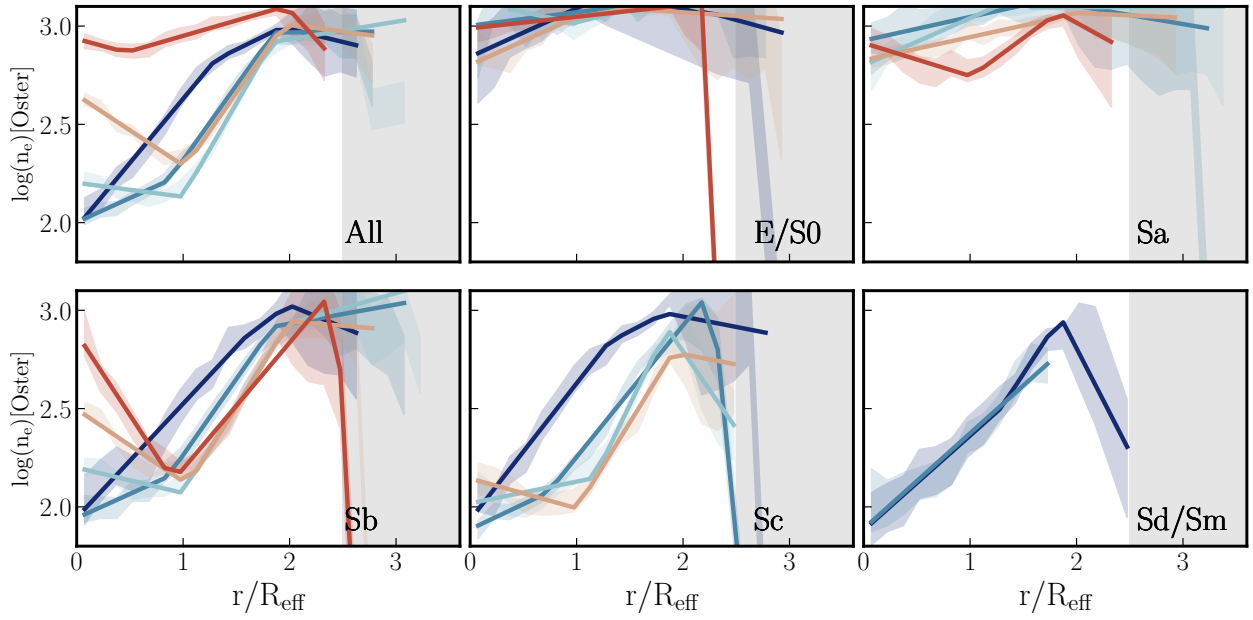 log(nₑ)[Oster]
3.0
2.5
2.0
All
E/S0
Sa
log(nₑ)[Oster]
3.0
2.5
2.0
Sb
Sc
Sd/Sm
0 1 2 3 0 1 2 3 0 1 2 3
r/R_eff r/R_eff r/R_eff